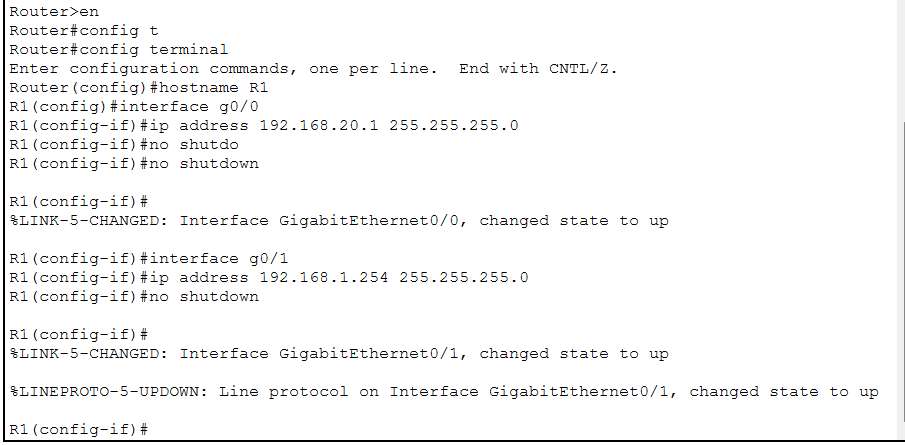 Router>en
Router#config t
Router#config terminal
Enter configuration commands, one per line.  End with CNTL/Z.
Router(config)#hostname R1
R1(config)#interface g0/0
R1(config-if)#ip address 192.168.20.1 255.255.255.0
R1(config-if)#no shutdo
R1(config-if)#no shutdown
R1(config-if)#
%LINK-5-CHANGED: Interface GigabitEthernet0/0, changed state to up
R1(config-if)#interface g0/1
R1(config-if)#ip address 192.168.1.254 255.255.255.0
R1(config-if)#no shutdown
R1(config-if)#
%LINK-5-CHANGED: Interface GigabitEthernet0/1, changed state to up
%LINEPROTO-5-UPDOWN: Line protocol on Interface GigabitEthernet0/1, changed state to up
R1(config-if)#